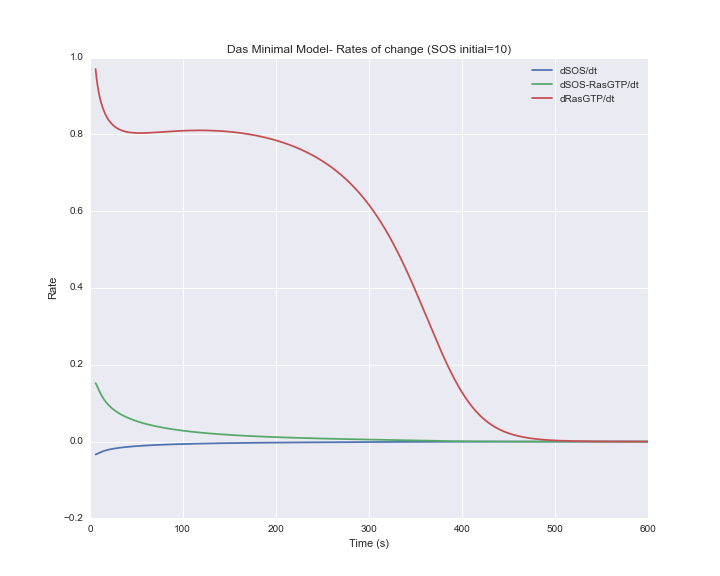 Das Minimal Model- Rates of change (SOS initial=10)
dSOS/dt
dSOS-RasGTP/dt
dRasGTP/dt
1.0
0.8
0.6
0.4
0.2
0.0
−0.2
Rate
0 100 200 300 400 500 600
Time (s)